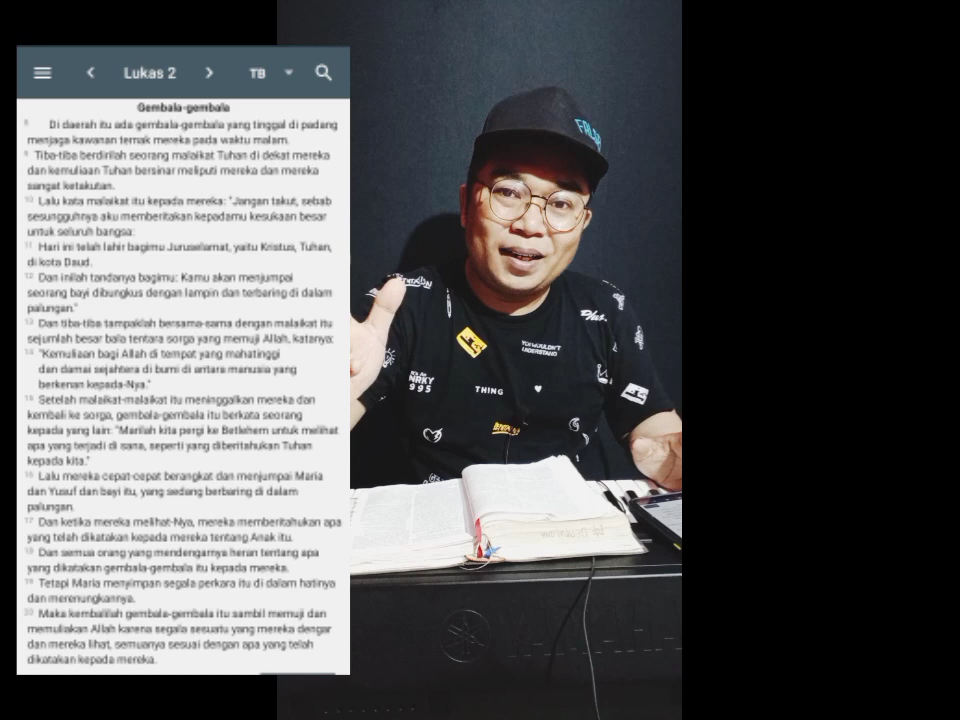 Lukas 2
TB
Gembala-gembala
8 Di daerah itu ada gembala-gembala yang tinggal di padang
menjaga kawanan ternak mereka pada waktu malam.
9 Tiba-tiba berdirilah seorang malaikat Tuhan di dekat mereka
dan kemuliaan Tuhan bersinar meliputi mereka dan mereka
sangat ketakutan.
10 Lalu kata malaikat itu kepada mereka: "Jangan takut, sebab
sesungguhnya aku memberitakan kepadamu kesukaan besar
untuk seluruh bangsa:
11 Hari ini telah lahir bagimu Juruselamat, yaitu Kristus, Tuhan,
di kota Daud.
12 Dan inilah tandanya bagimu: Kamu akan menjumpai
seorang bayi dibungkus dengan lampin dan terbaring di dalam
palungan."
13 Dan tiba-tiba tampaklah bersama-sama dengan malaikat itu
sejumlah besar bala tentara sorga yang memuji Allah, katanya:
14 "Kemuliaan bagi Allah di tempat yang mahatinggi
dan damai sejahtera di bumi di antara manusia yang
berkenan kepada-Nya."
15 Setelah malaikat-malaikat itu meninggalkan mereka dan
kembali ke sorga, gembala-gembala itu berkata seorang
kepada yang lain: "Marilah kita pergi ke Betlehem untuk melihat
apa yang terjadi di sana, seperti yang diberitahukan Tuhan
kepada kita."
16 Lalu mereka cepat-cepat berangkat dan menjumpai Maria
dan Yusuf dan bayi itu, yang sedang berbaring di dalam
palungan.
17 Dan ketika mereka melihat-Nya, mereka memberitahukan apa
yang telah dikatakan kepada mereka tentang Anak itu.
18 Dan semua orang yang mendengarnya heran tentang apa
yang dikatakan gembala-gembala itu kepada mereka.
19 Tetapi Maria menyimpan segala perkara itu di dalam hatinya
dan merenungkannya.
20 Maka kembalilah gembala-gembala itu sambil memuji dan
memuliakan Allah karena segala sesuatu yang mereka dengar
dan mereka lihat, semuanya sesuai dengan apa yang telah
dikatakan kepada mereka.
YOU WOULDN'T
UNDERSTAND
NRKY
995
THING
YAMAHA